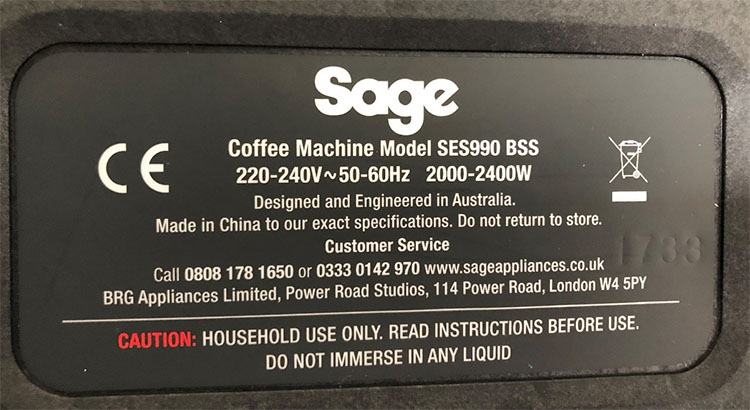 Sage
CE
Coffee Machine Model SES990 BSS
220-240V~50-60Hz 2000-2400W
Designed and Engineered in Australia.
Made in China to our exact specifications. Do not return to store.
Customer Service
1733
Call 0808 178 1650 or 0333 0142 970 www.sageappliances.co.uk
BRG Appliances Limited, Power Road Studios, 114 Power Road, London W4 5PY
CAUTION: HOUSEHOLD USE ONLY. READ INSTRUCTIONS BEFORE USE.
DO NOT IMMERSE IN ANY LIQUID